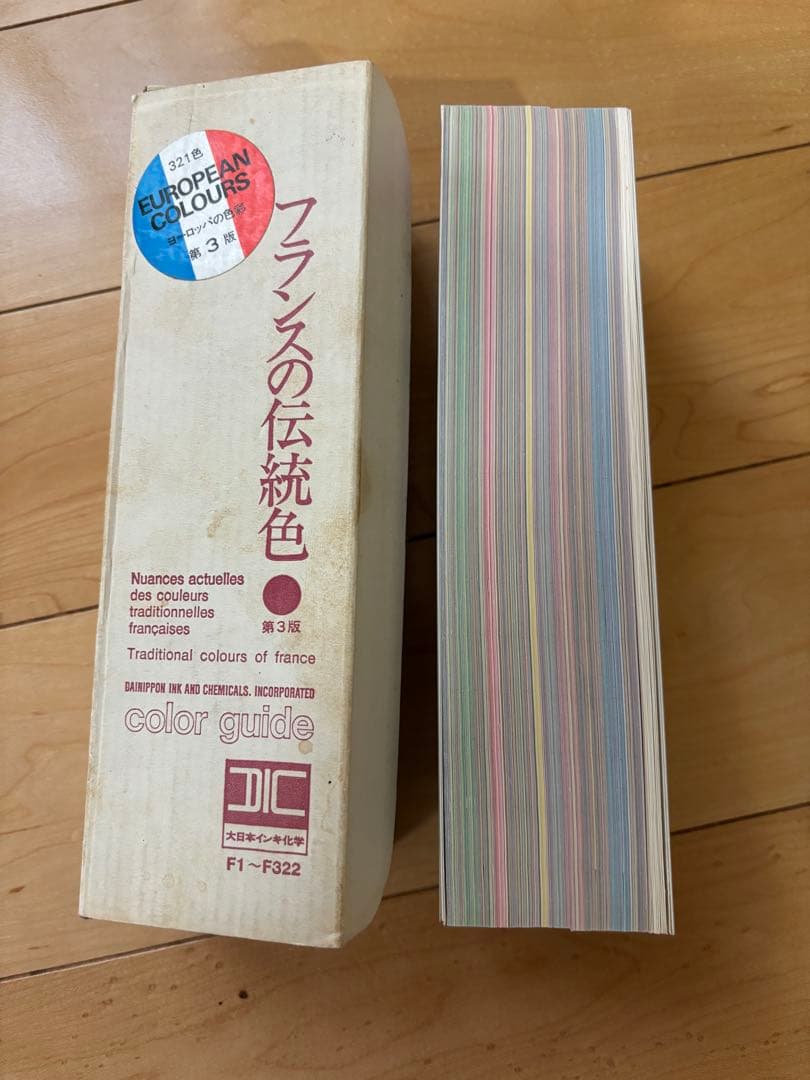 321色
EUROPEAN
COLOURS
ヨーロッパの色彩
第3版
フランスの伝統色
第3版
Nuances actuelles
des couleurs
traditionnelles
françaises
Traditional colours of france
DAINIPPON INK AND CHEMICALS. INCORPORATED
color guide
DIC
大日本インキ化学
F1〜F322